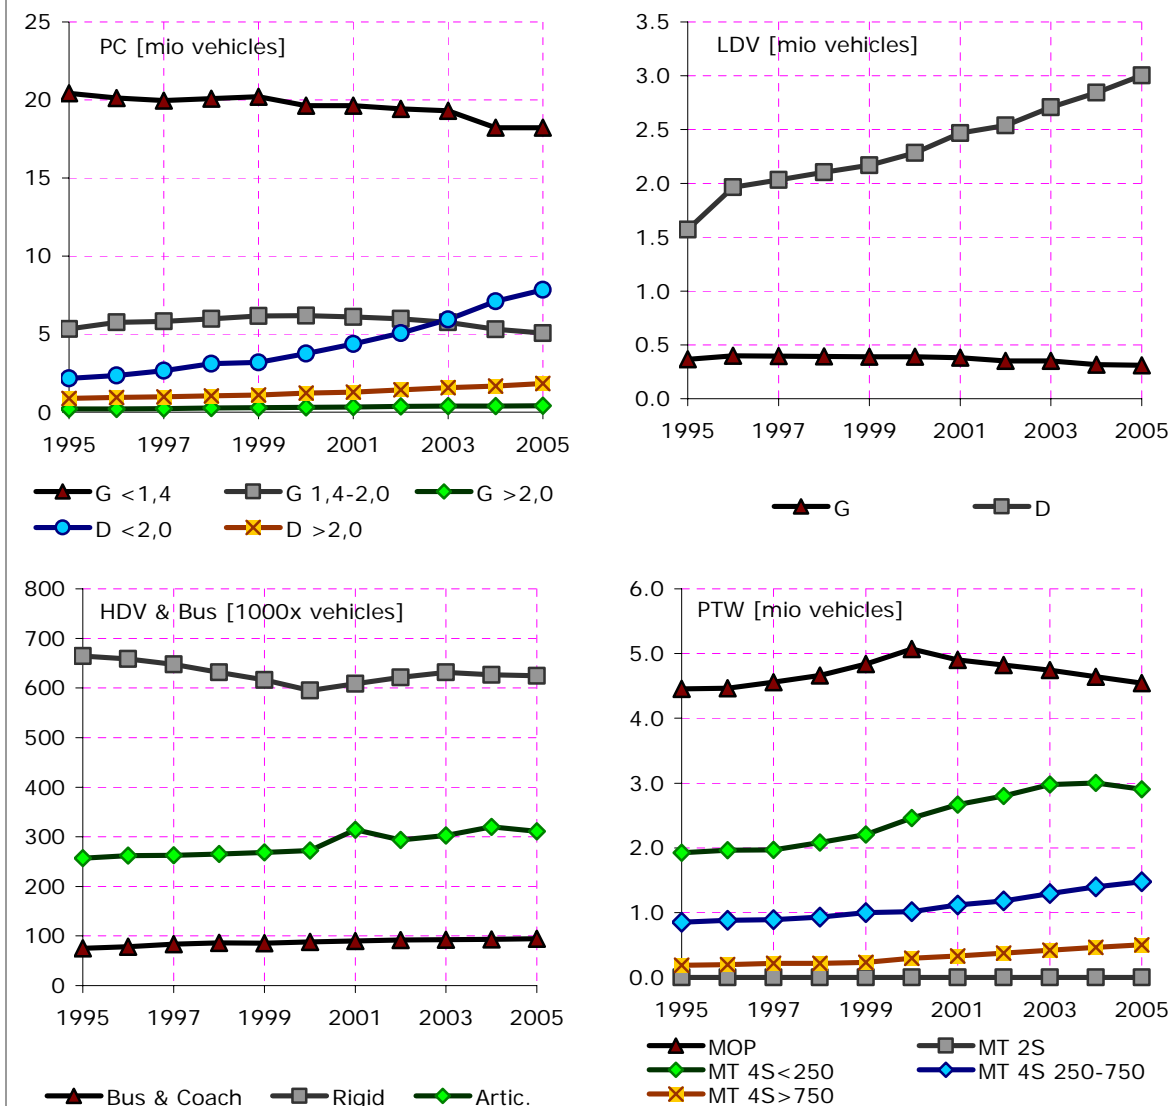 PC [mio vehicles]
25
20
15
10
5
0
1995 1997 1999 2001 2003 2005
G <1,4 G 1,4-2,0 G >2,0
D <2,0 D >2,0
LDV [mio vehicles]
3.5
3.0
2.5
2.0
1.5
1.0
0.5
0.0
1995 1997 1999 2001 2003 2005
G D
HDV & Bus [1000x vehicles]
800
700
600
500
400
300
200
100
0
1995 1997 1999 2001 2003 2005
Bus & Coach Rigid Artic.
PTW [mio vehicles]
6.0
5.0
4.0
3.0
2.0
1.0
0.0
1995 1997 1999 2001 2003 2005
MOP MT 2S
MT 4S<250 MT 4S 250-750
MT 4S>750